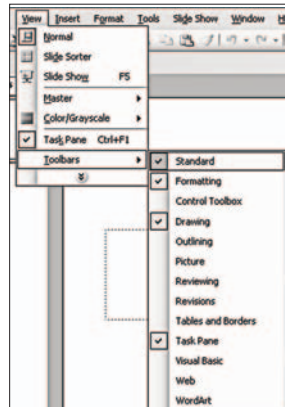 View Insert Format Tools Slide Show Window
Normal
Slide Sorter
Slide Show F5
Master
Color/Grayscale
Task Pane Ctrl+F1
Toolbars
Standard
Formatting
Control Toolbox
Drawing
Outlining
Picture
Reviewing
Revisions
Tables and Borders
Task Pane
Visual Basic
Web
WordArt